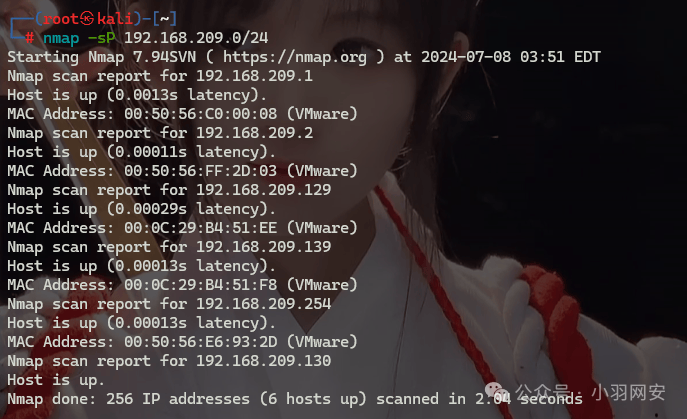 ┌──(root㉿kali)-[~]
└─# nmap -sP 192.168.209.0/24
Starting Nmap 7.94SVN ( https://nmap.org ) at 2024-07-08 03:51 EDT
Nmap scan report for 192.168.209.1
Host is up (0.0013s latency).
MAC Address: 00:50:56:C0:00:08 (VMware)
Nmap scan report for 192.168.209.2
Host is up (0.00011s latency).
MAC Address: 00:50:56:FF:2D:03 (VMware)
Nmap scan report for 192.168.209.129
Host is up (0.00029s latency).
MAC Address: 00:0C:29:B4:51:EE (VMware)
Nmap scan report for 192.168.209.139
Host is up (0.00013s latency).
MAC Address: 00:0C:29:B4:51:F8 (VMware)
Nmap scan report for 192.168.209.254
Host is up (0.00013s latency).
MAC Address: 00:50:56:E6:93:2D (VMware)
Nmap scan report for 192.168.209.130
Host is up.
Nmap done: 256 IP addresses (6 hosts up) scanned in 2.04 seconds
公众号 · 小羽网安